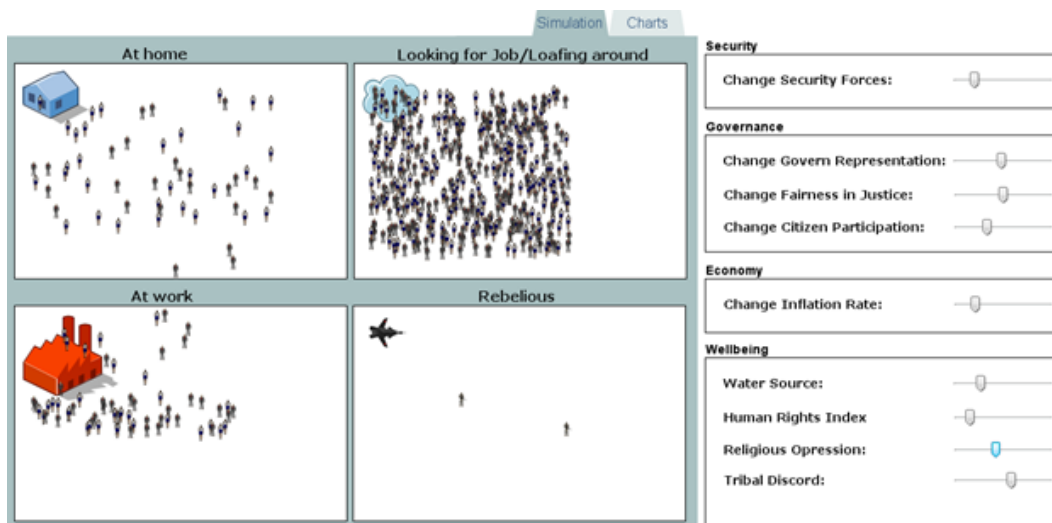 Simulation
Charts
At home
Looking for Job/Loafing around
At work
Rebelious
Security
Change Security Forces:
Governance
Change Govern Representation:
Change Fairness in Justice:
Change Citizen Participation:
Economy
Change Inflation Rate:
Wellbeing
Water Source:
Human Rights Index
Religious Opression:
Tribal Discord: